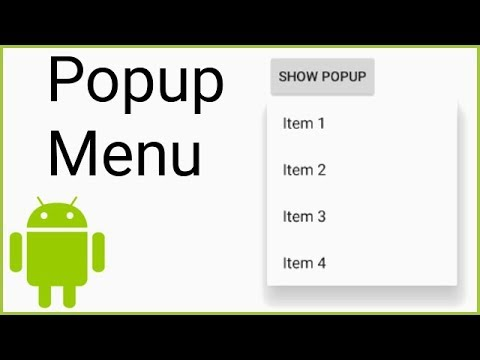 Popup
Menu
SHOW POPUP
Item 1
Item 2
Item 3
Item 4